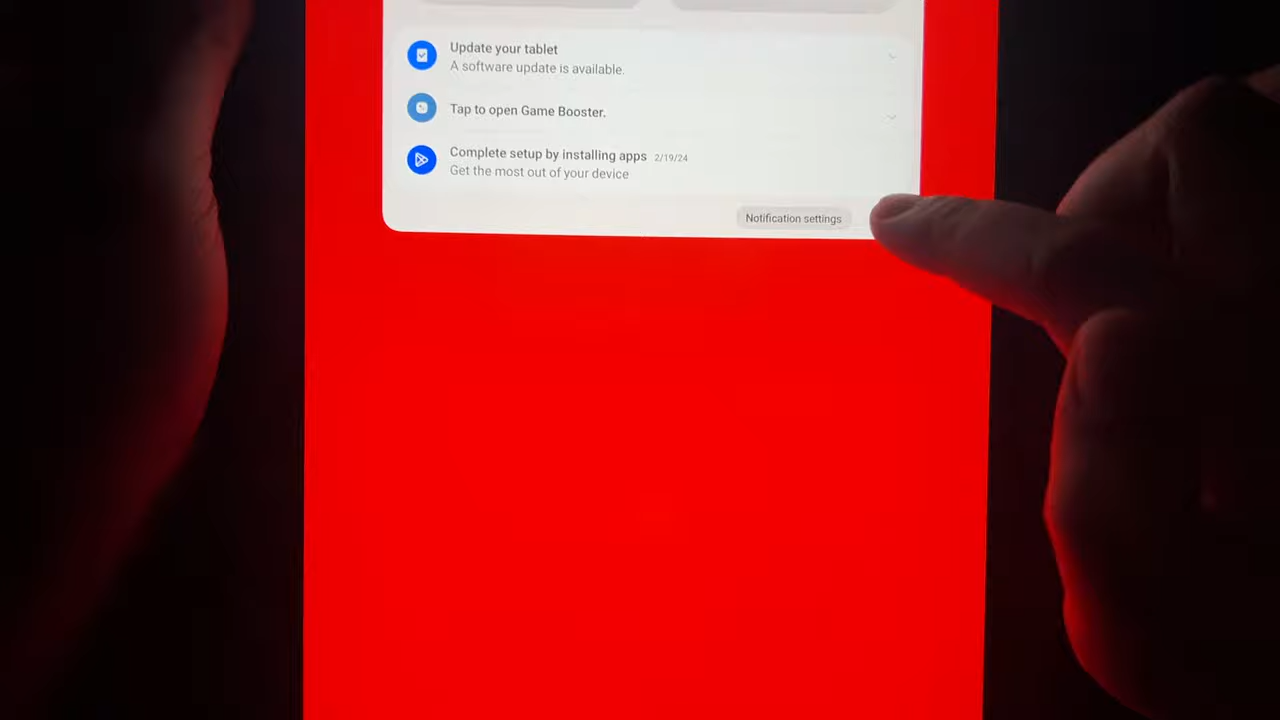 Update your tablet
A software update is available.
Tap to open Game Booster.
Complete setup by installing apps 2/19/24
Get the most out of your device
Notification settings